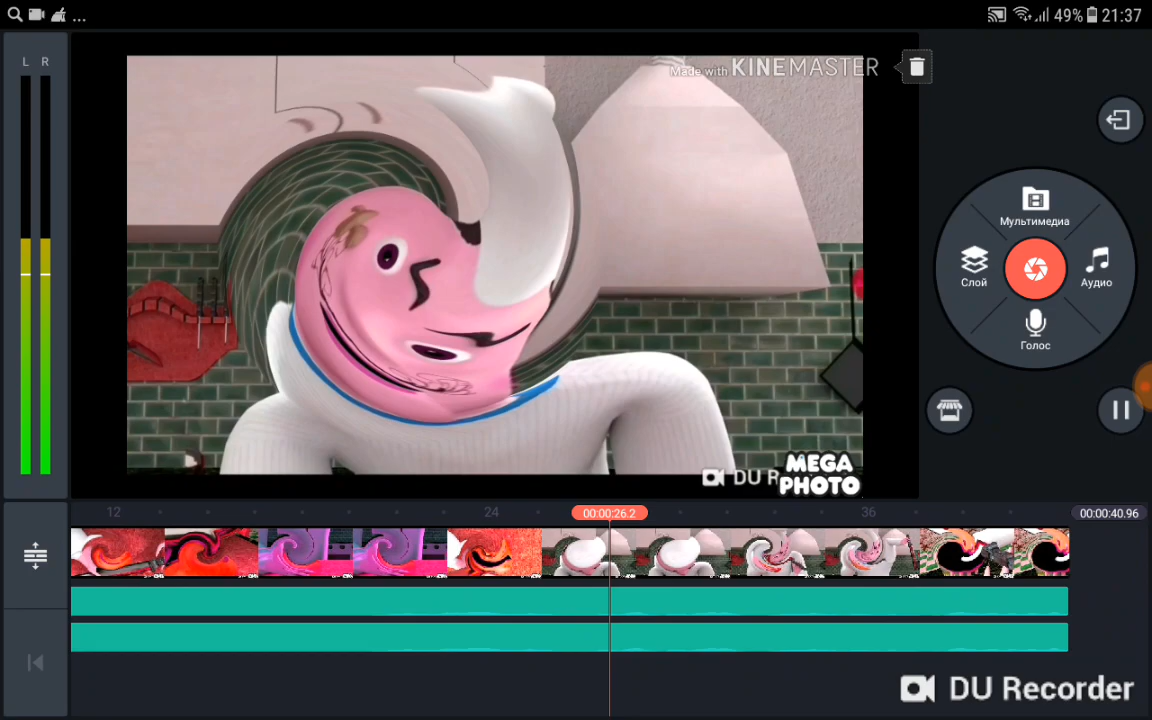 ... 49% 21:37
L R
Made with KINEMASTER
Мультимедиа
Слой
Аудио
Голос
DU R
MEGA
PHOTO
12 24 00:00:26.2 36 00:00:40.96
DU Recorder